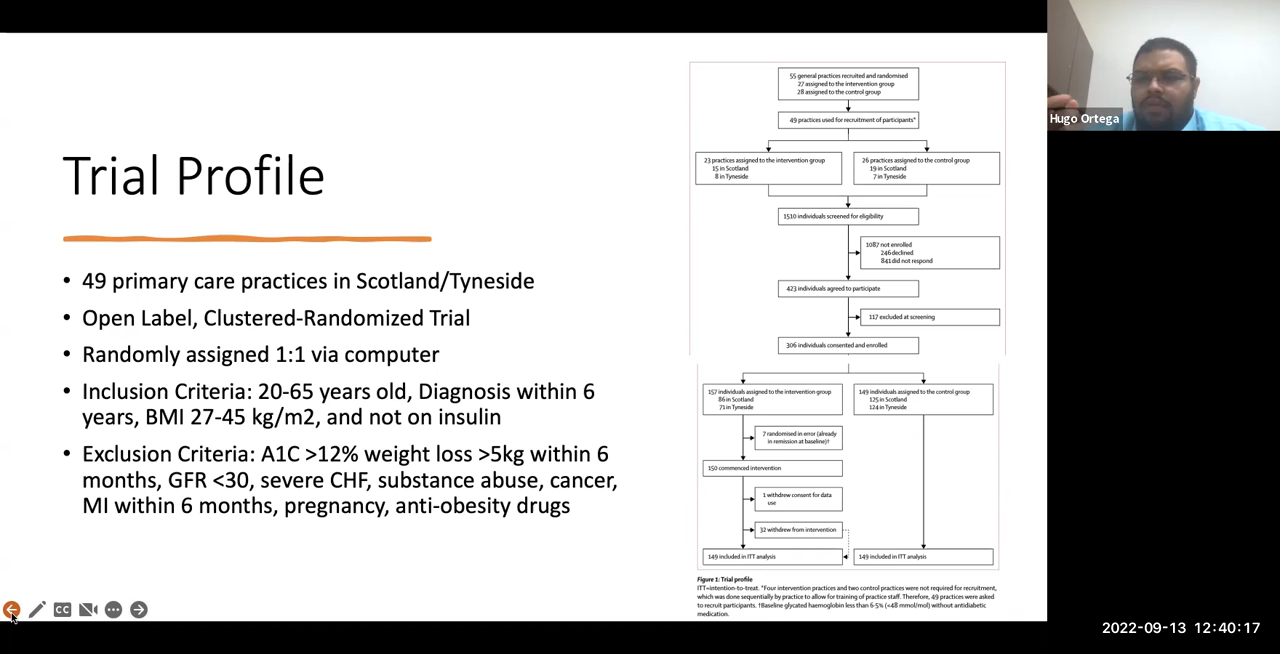 Trial Profile
• 49 primary care practices in Scotland/Tyneside
• Open Label, Clustered-Randomized Trial
• Randomly assigned 1:1 via computer
• Inclusion Criteria: 20-65 years old, Diagnosis within 6
years, BMI 27-45 kg/m2, and not on insulin
• Exclusion Criteria: A1C >12% weight loss >5kg within 6
months, GFR <30, severe CHF, substance abuse, cancer,
MI within 6 months, pregnancy, anti-obesity drugs
CC
55 general practices recruited and randomised
27 assigned to the intervention group
28 assigned to the control group
49 practices used for recruitment of participants*
23 practices assigned to the intervention group
15 in Scotland
8 in Tyneside
26 practices assigned to the control group
19 in Scotland
7 in Tyneside
1510 individuals screened for eligibility
1087 not enrolled
246 declined
841 did not respond
423 individuals agreed to participate
117 excluded at screening
306 individuals consented and enrolled
157 individuals assigned to the intervention group
86 in Scotland
71 in Tyneside
149 individuals assigned to the control group
125 in Scotland
124 in Tyneside
7 randomised in error (already
in remission at baseline)†
150 commenced intervention
1 withdrew consent for data
use
32 withdrew from intervention
149 included in ITT analysis
149 included in ITT analysis
Figure 1: Trial profile
ITT=intention-to-treat. *Four intervention practices and two control practices were not required for recruitment,
which was done sequentially by practice to allow for training of practice staff. Therefore, 49 practices were asked
to recruit participants. †Baseline glycated haemoglobin less than 6·5% (<48 mmol/mol) without antidiabetic
medication.
Hugo Ortega
2022-09-13 12:40:17